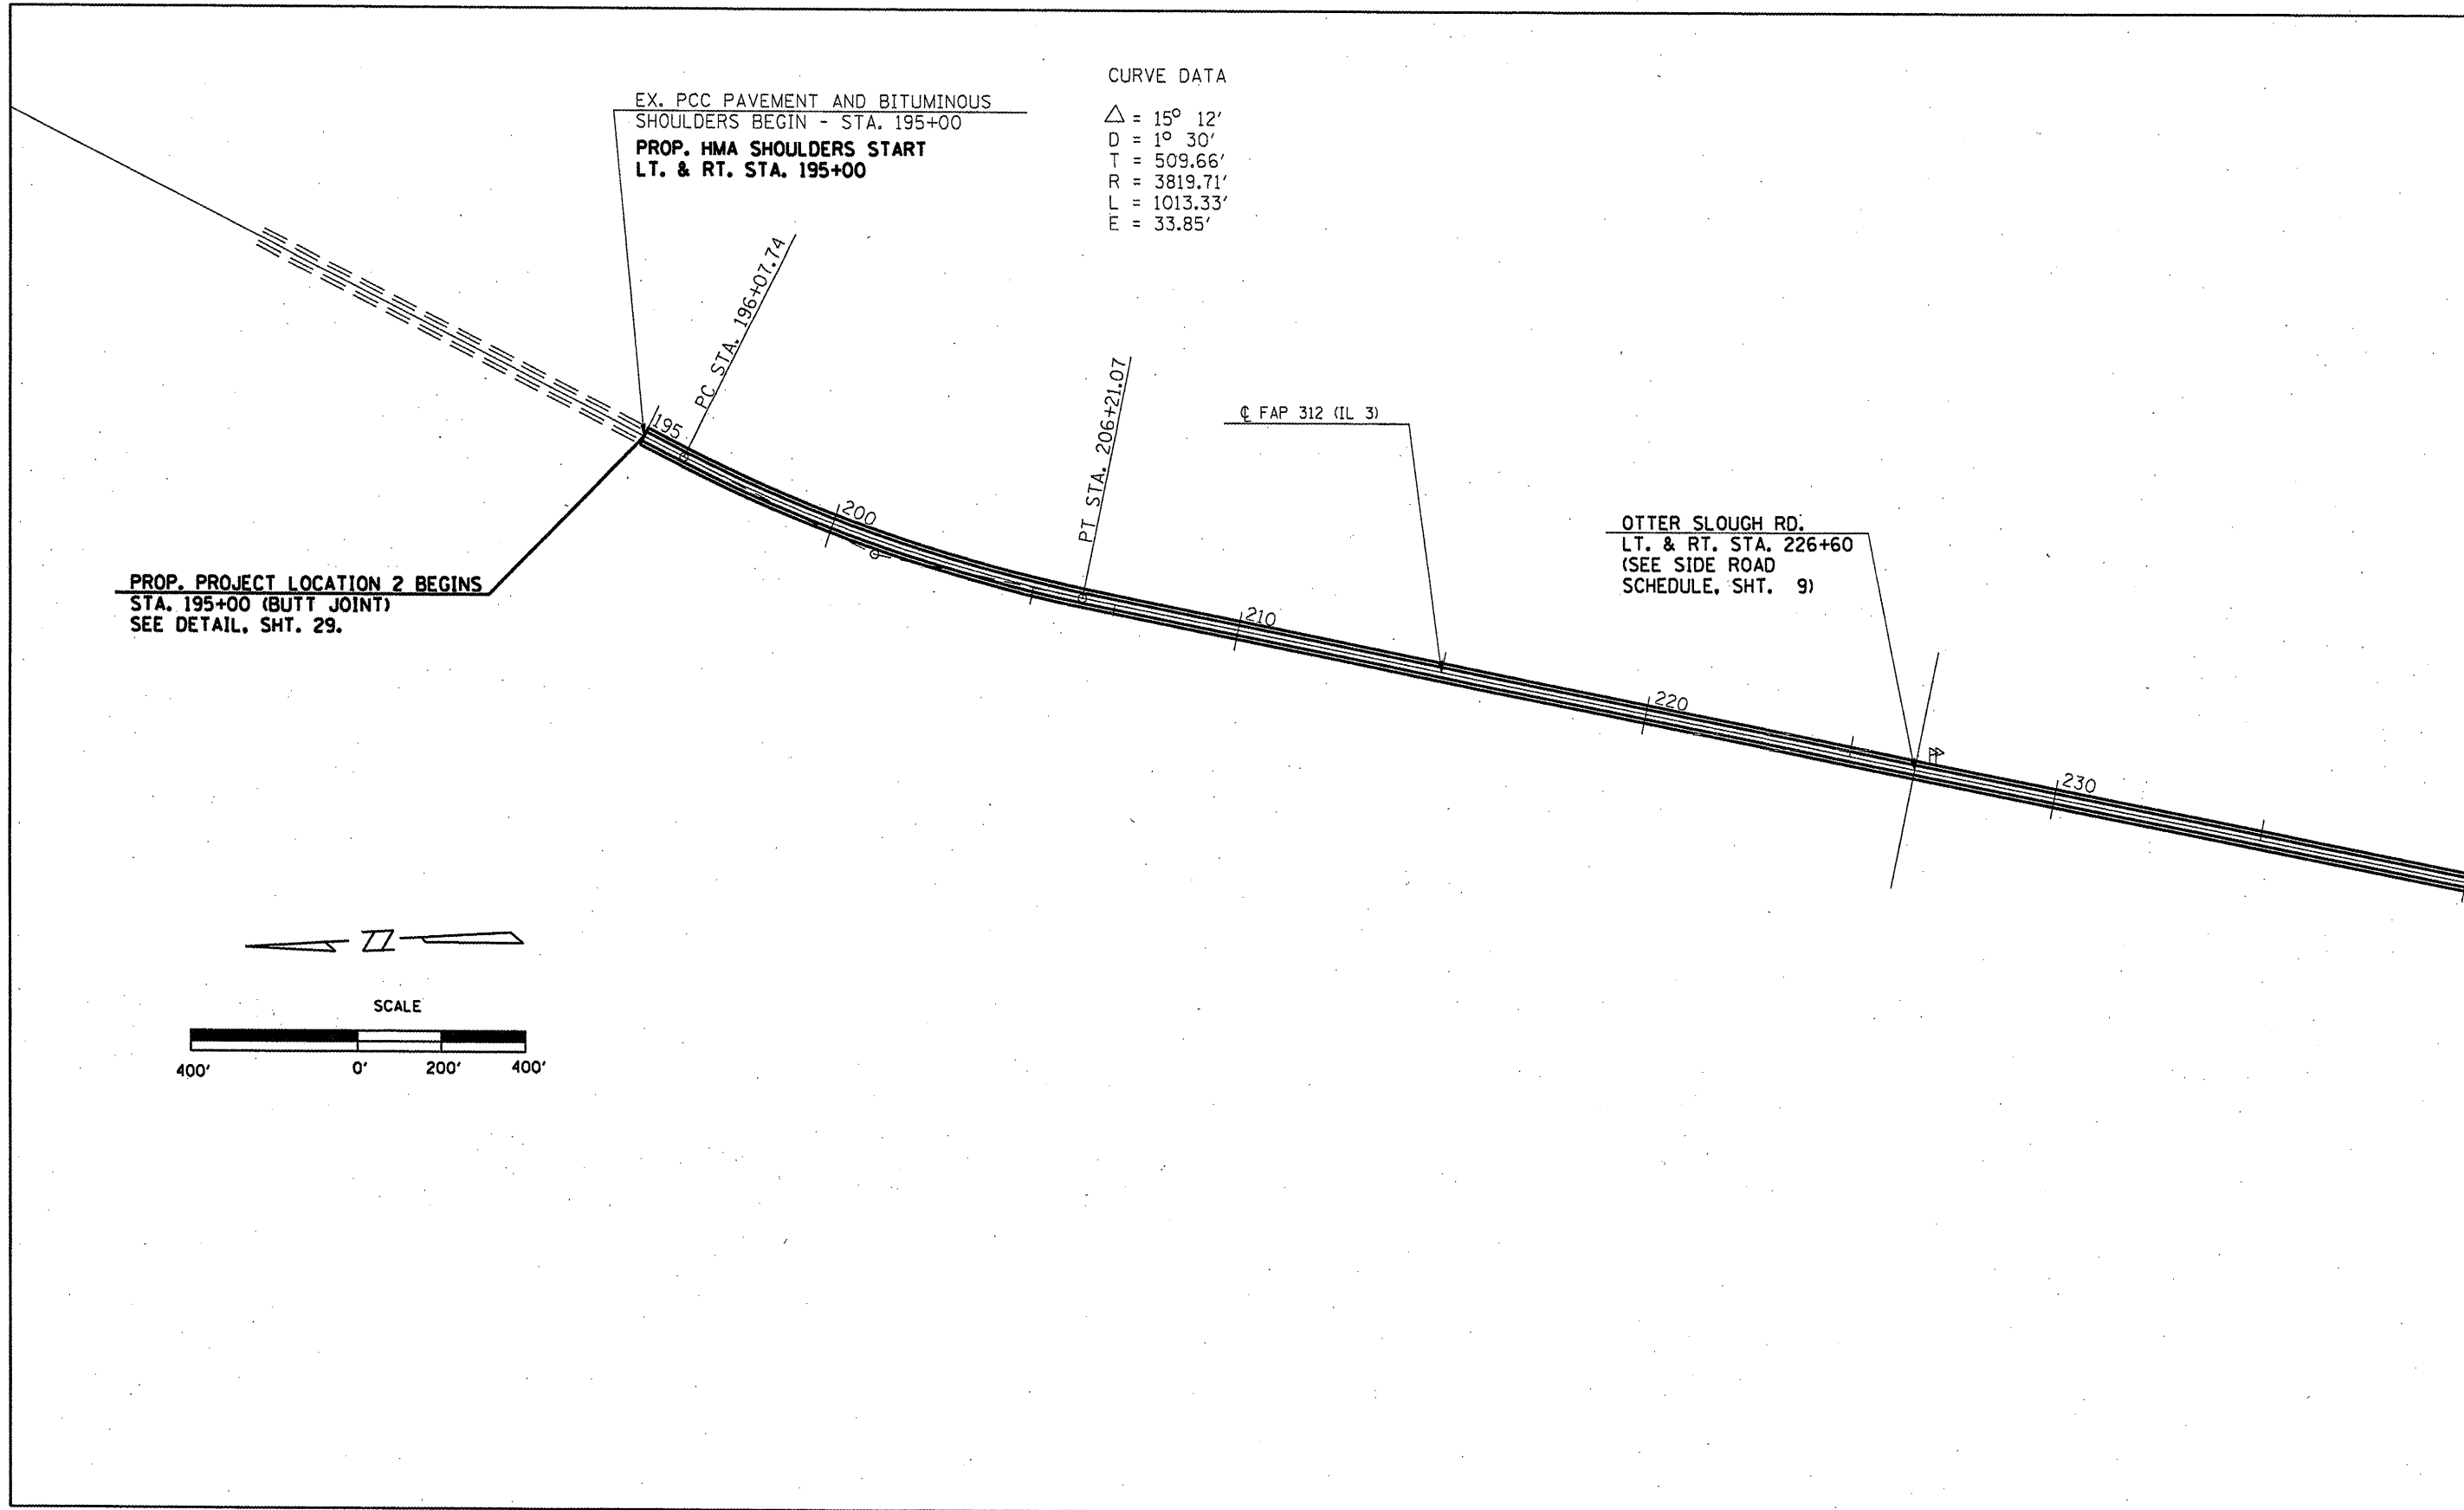 CURVE DATA
△ = 15° 12'
D = 1° 30'
T = 509.66'
R = 3819.71'
L = 1013.33'
E = 33.85'
EX. PCC PAVEMENT AND BITUMINOUS
SHOULDERS BEGIN - STA. 195+00
PROP. HMA SHOULDERS START
LT. & RT. STA. 195+00
PC STA. 196+07.74
PT STA. 206+21.07
℄ FAP 312 (IL 3)
195
200
210
220
230
OTTER SLOUGH RD.
LT. & RT. STA. 226+60
(SEE SIDE ROAD
SCHEDULE, SHT. 9)
PROP. PROJECT LOCATION 2 BEGINS
STA. 195+00 (BUTT JOINT)
SEE DETAIL, SHT. 29.
Z
SCALE
400' 0' 200' 400'